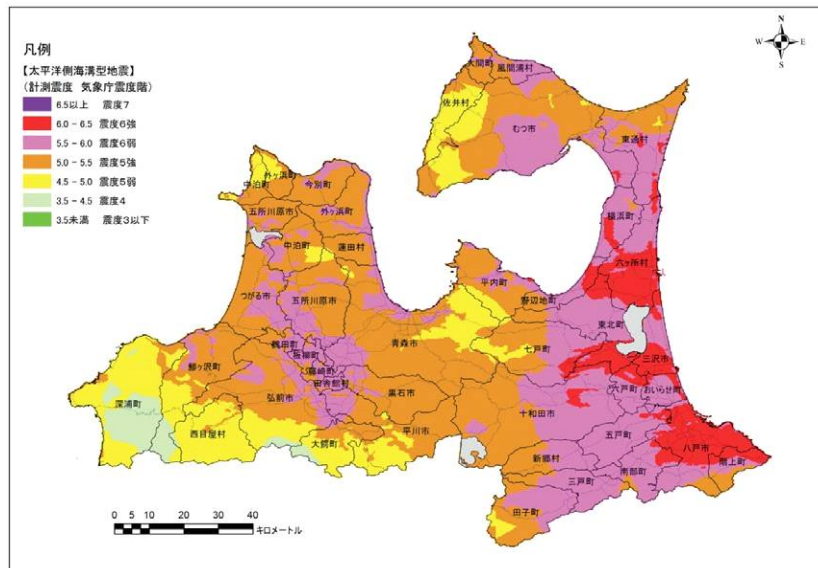 凡例
【太平洋側海溝型地震】
(計測震度 気象庁震度階)
6.5以上 震度7
6.0 - 6.5 震度6強
5.5 - 6.0 震度6弱
5.0 - 5.5 震度5強
4.5 - 5.0 震度5弱
3.5 - 4.5 震度4
3.5未満 震度3以下
N
W E
S
大間町
風間浦村
佐井村
むつ市
東通村
外ヶ浜町
中泊町
今別町
五所川原市
外ヶ浜町
横浜町
中泊町
蓬田村
六ヶ所村
平内町
つがる市
五所川原市
野辺地町
東北町
鶴田町
青森市
七戸町
板柳町
三沢市
鰺ヶ沢町
藤崎町
田舎館村
六戸町
おいらせ町
深浦町
弘前市
黒石市
十和田市
西目屋村
大鰐町
平川市
五戸町
八戸市
新郷村
階上町
南部町
三戸町
田子町
0 5 10 20 30 40
キロメートル